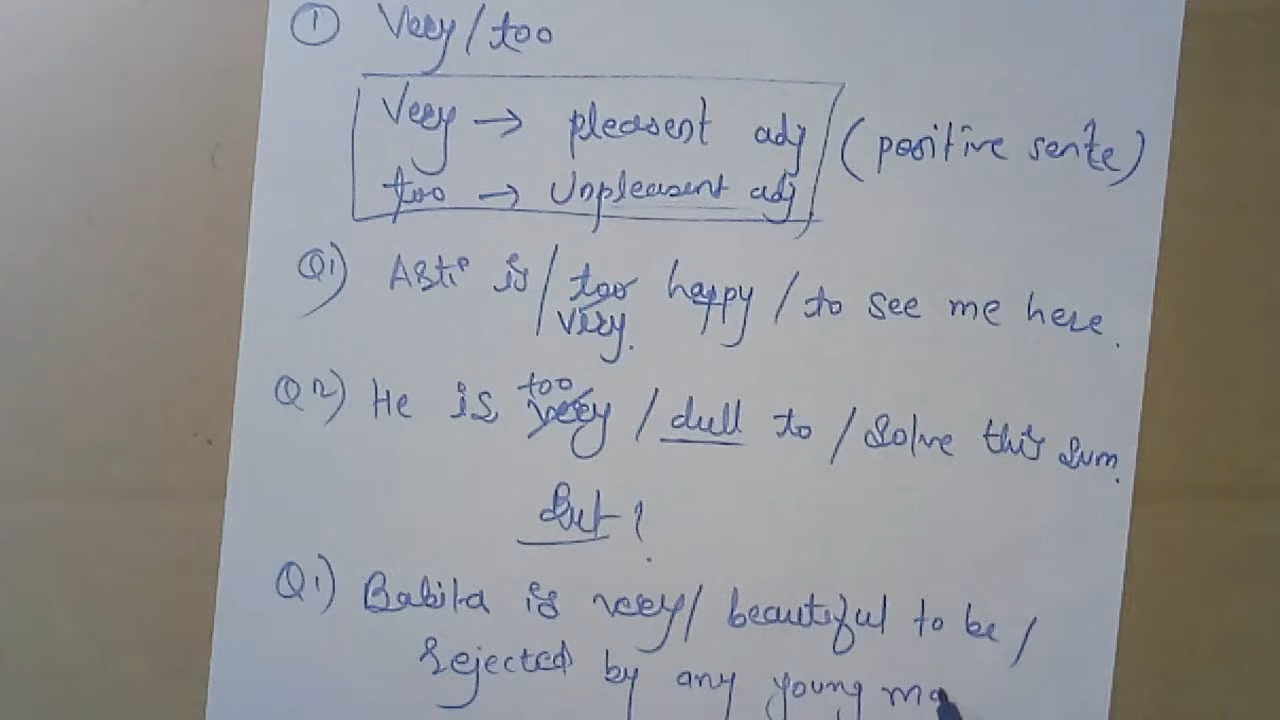 ① Very/too
Very → pleasent adj (positive sente)
too → Unpleasent adj
Q1) Asti is/ too happy / to see me here.
very.
too
Q2) He is very / dull to / solve this sum.
But ?
Q1) Babita is very/ beautiful to be /
rejected by any young ma